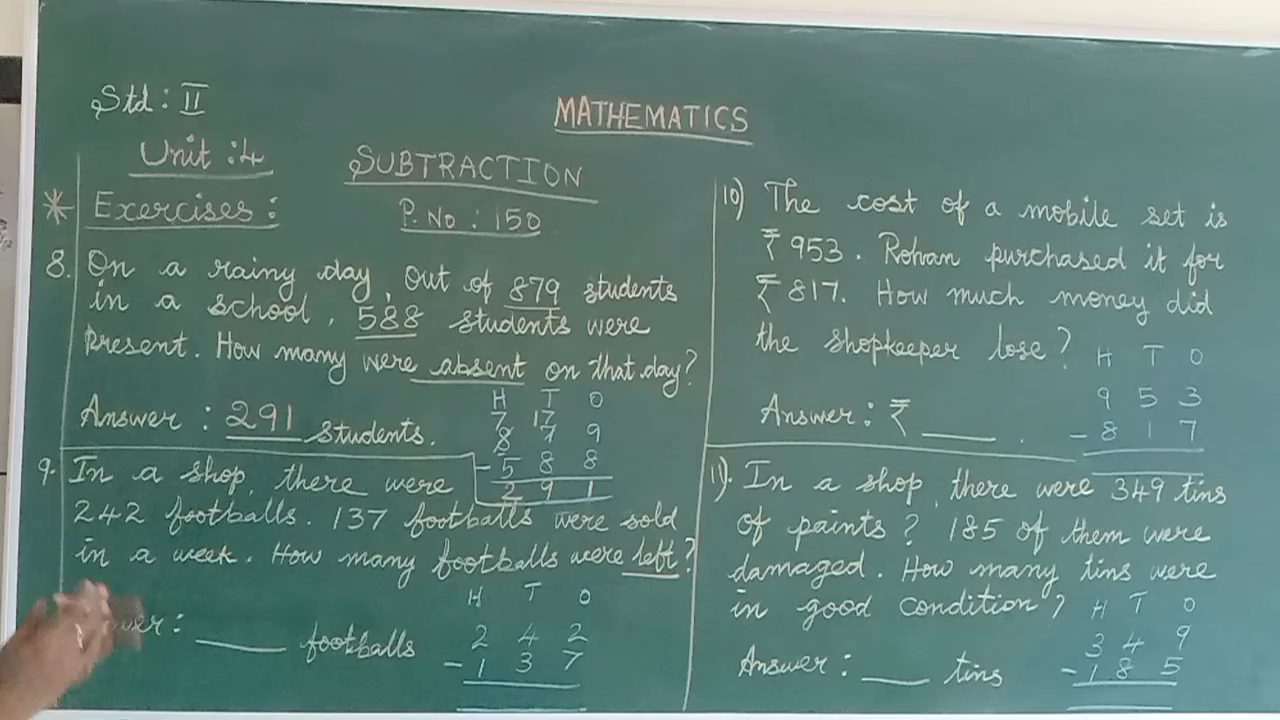 Std : II
MATHEMATICS
Unit : 4
SUBTRACTION
* Exercises :
P. No : 150
8. On a rainy day, out of 879 students
in a school, 588 students were
present. How many were absent on that day?
Answer : 291 students.
H T O
7 17
8 7 9
- 5 8 8
2 9 1
9. In a shop, there were
242 footballs. 137 footballs were sold
in a week. How many footballs were left?
Answer : ____ footballs
H T O
2 4 2
- 1 3 7
10) The cost of a mobile set is
₹ 953. Rohan purchased it for
₹ 817. How much money did
the shopkeeper lose?
Answer : ₹ ____ .
H T O
9 5 3
- 8 1 7
11). In a shop, there were 349 tins
of paints? 185 of them were
damaged. How many tins were
in good condition?
Answer : ____ tins
H T O
3 4 9
- 1 8 5